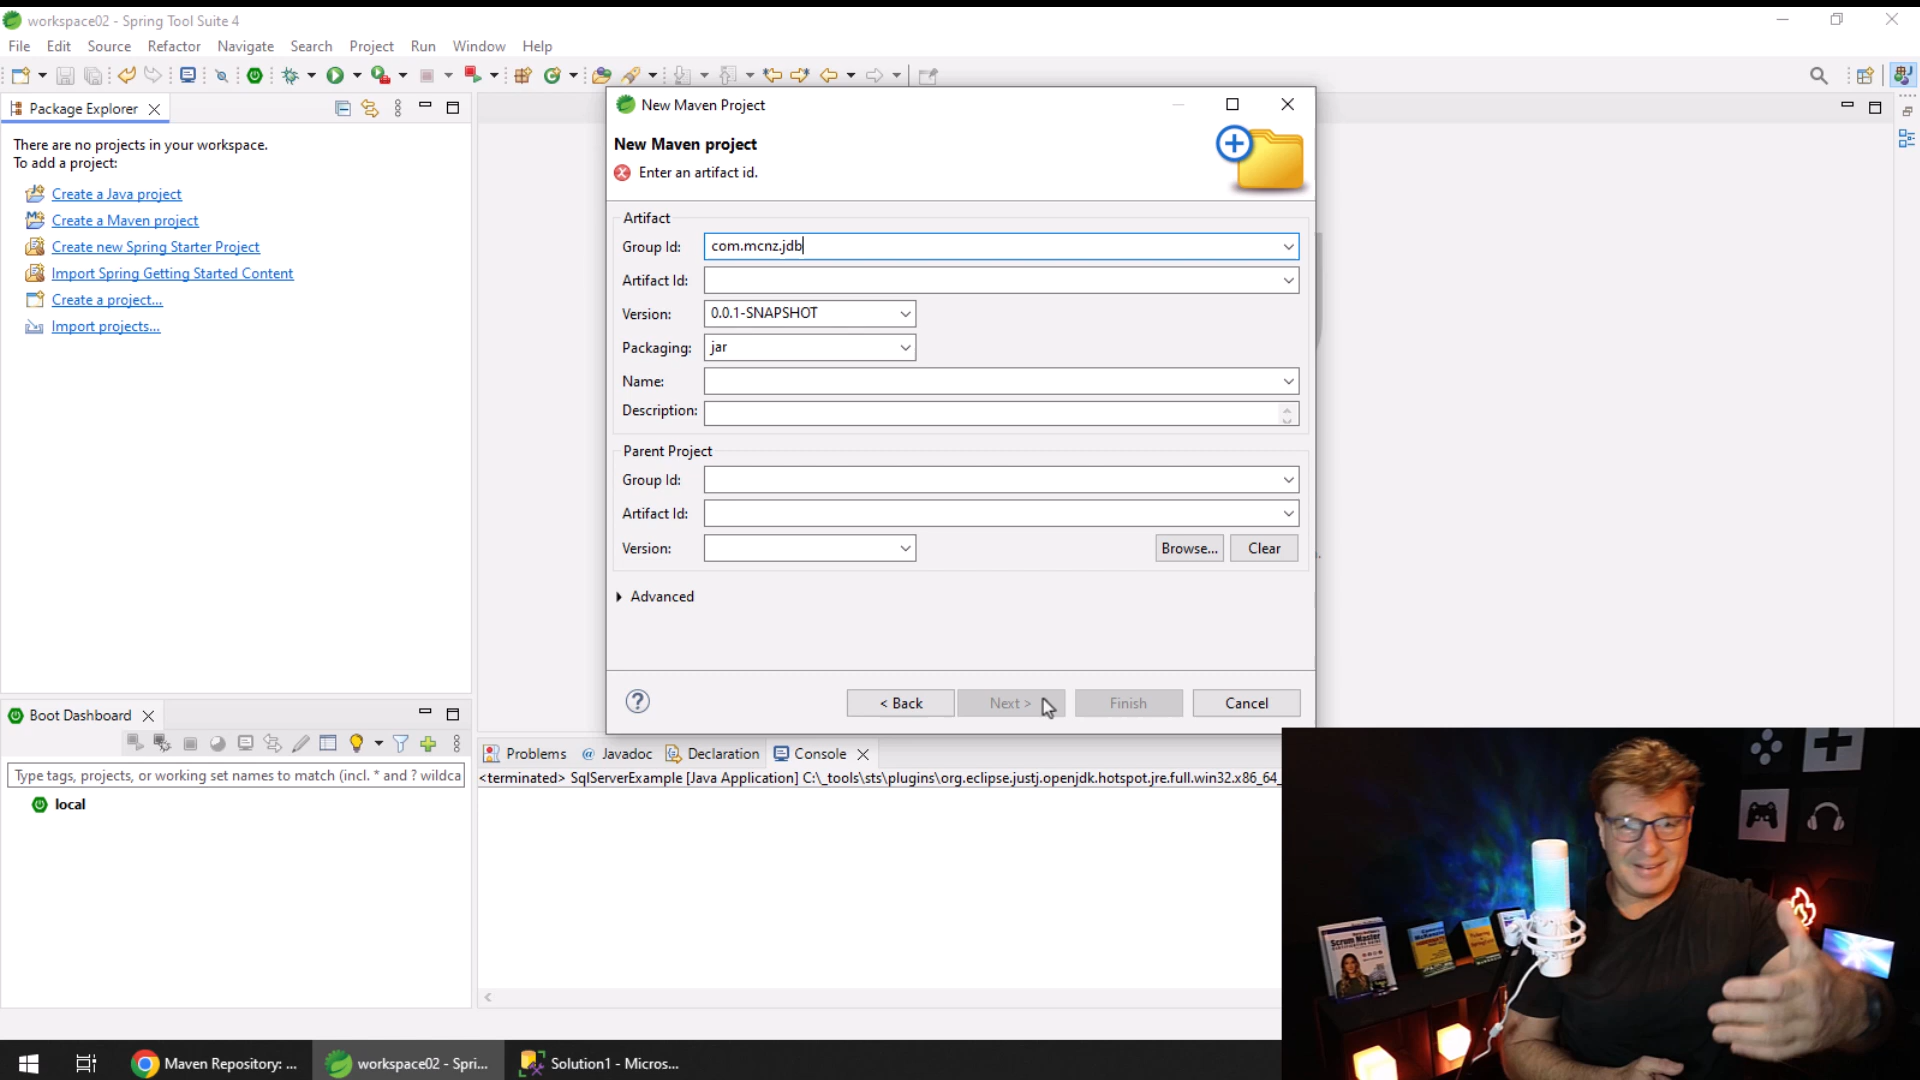 workspace02 - Spring Tool Suite 4
File Edit Source Refactor Navigate Search Project Run Window Help
Package Explorer
There are no projects in your workspace.
To add a project:
Create a Java project
Create a Maven project
Create new Spring Starter Project
Import Spring Getting Started Content
Create a project...
Import projects...
New Maven Project
New Maven project
Enter an artifact id.
Artifact
Group Id: com.mcnz.jdb
Artifact Id:
Version: 0.0.1-SNAPSHOT
Packaging: jar
Name:
Description:
Parent Project
Group Id:
Artifact Id:
Version: Browse... Clear
Advanced
< Back Next > Finish Cancel
Boot Dashboard
Type tags, projects, or working set names to match (incl. * and ? wildca
local
Problems @ Javadoc Declaration Console
<terminated> SqlServerExample [Java Application] C:\_tools\sts\plugins\org.eclipse.justj.openjdk.hotspot.jre.full.win32.x86_64_
Scrum Master
Maven Repository: ...
workspace02 - Spri...
Solution1 - Micros...